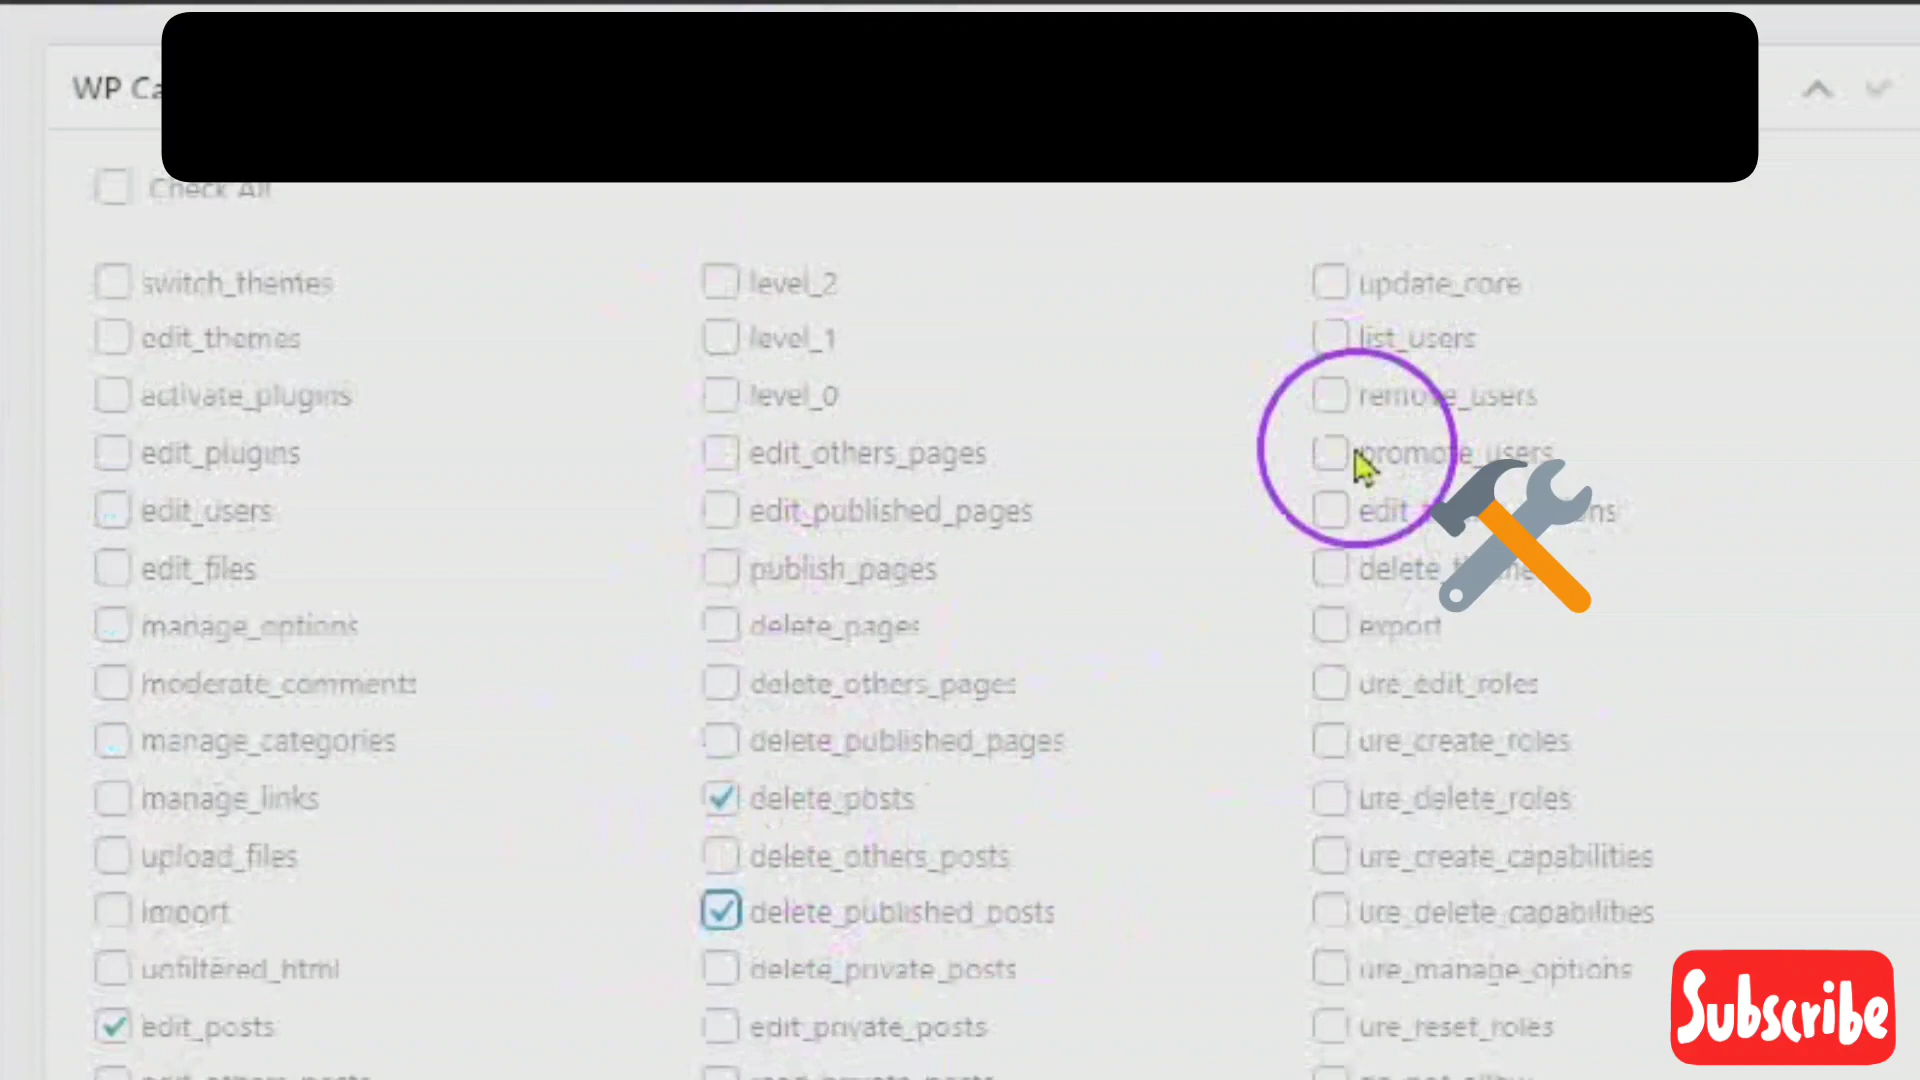 WP Ca
Check All
switch_themes
edit_themes
activate_plugins
edit_plugins
edit_users
edit_files
manage_options
moderate_comments
manage_categories
manage_links
upload_files
import
unfiltered_html
edit_posts
level_2
level_1
level_0
edit_others_pages
edit_published_pages
publish_pages
delete_pages
delete_others_pages
delete_published_pages
delete_posts
delete_others_posts
delete_published_posts
delete_private_posts
edit_private_posts
update_core
list_users
remove_users
promote_users
edit
export
ure_edit_roles
ure_create_roles
ure_delete_roles
ure_create_capabilities
ure_delete_capabilities
ure_manage_options
ure_reset_roles
Subscribe